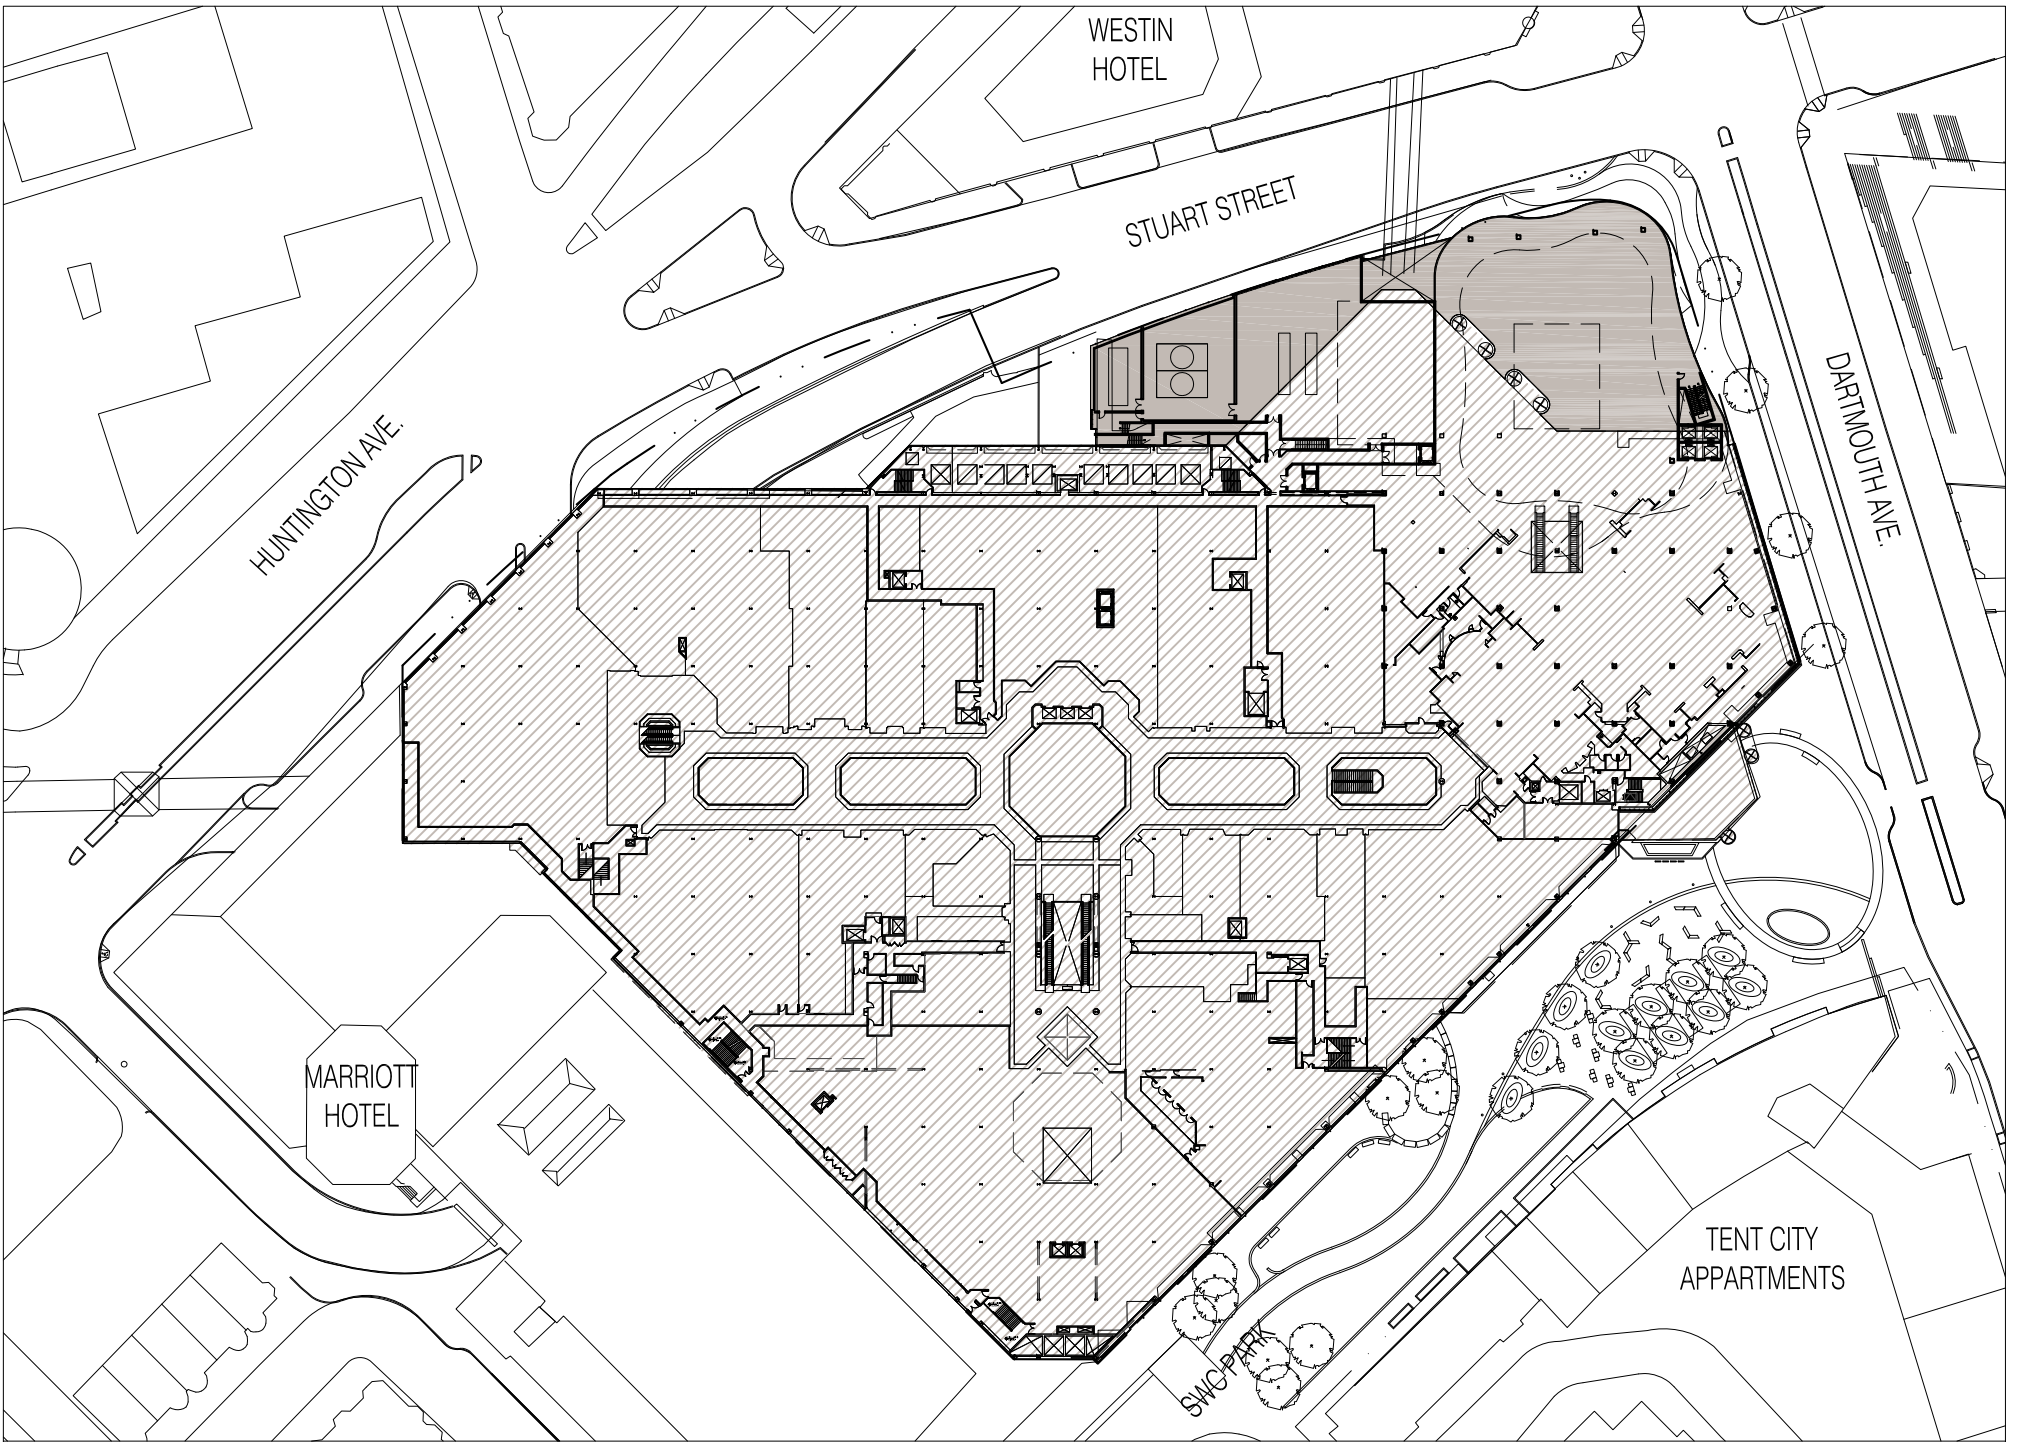 WESTIN
HOTEL
STUART STREET
HUNTINGTON AVE.
DARTMOUTH AVE.
MARRIOTT
HOTEL
TENT CITY
APPARTMENTS
SWC PARK